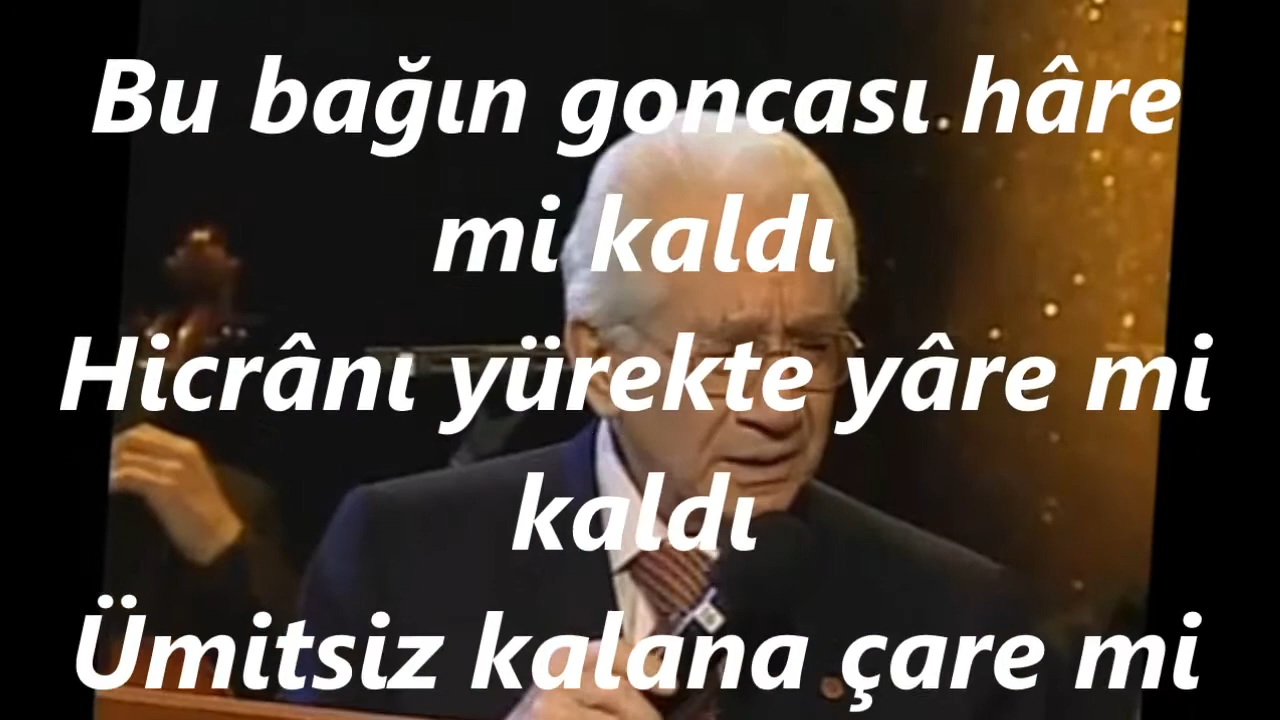 Bu bağın goncası hâre
mi kaldı
Hicrânı yürekte yâre mi
kaldı
Ümitsiz kalana çare mi